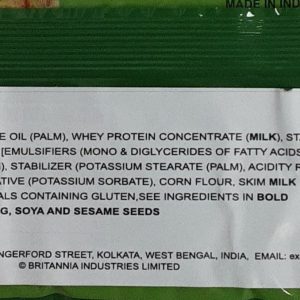 MADE IN IND
E OIL (PALM), WHEY PROTEIN CONCENTRATE (MILK), STA
[EMULSIFIERS (MONO & DIGLYCERIDES OF FATTY ACIDS
), STABILIZER (POTASSIUM STEARATE (PALM), ACIDITY R
ATIVE (POTASSIUM SORBATE), CORN FLOUR, SKIM MILK
ALS CONTAINING GLUTEN,SEE INGREDIENTS IN BOLD
G, SOYA AND SESAME SEEDS
NGERFORD STREET, KOLKATA, WEST BENGAL, INDIA, EMAIL: ex
© BRITANNIA INDUSTRIES LIMITED